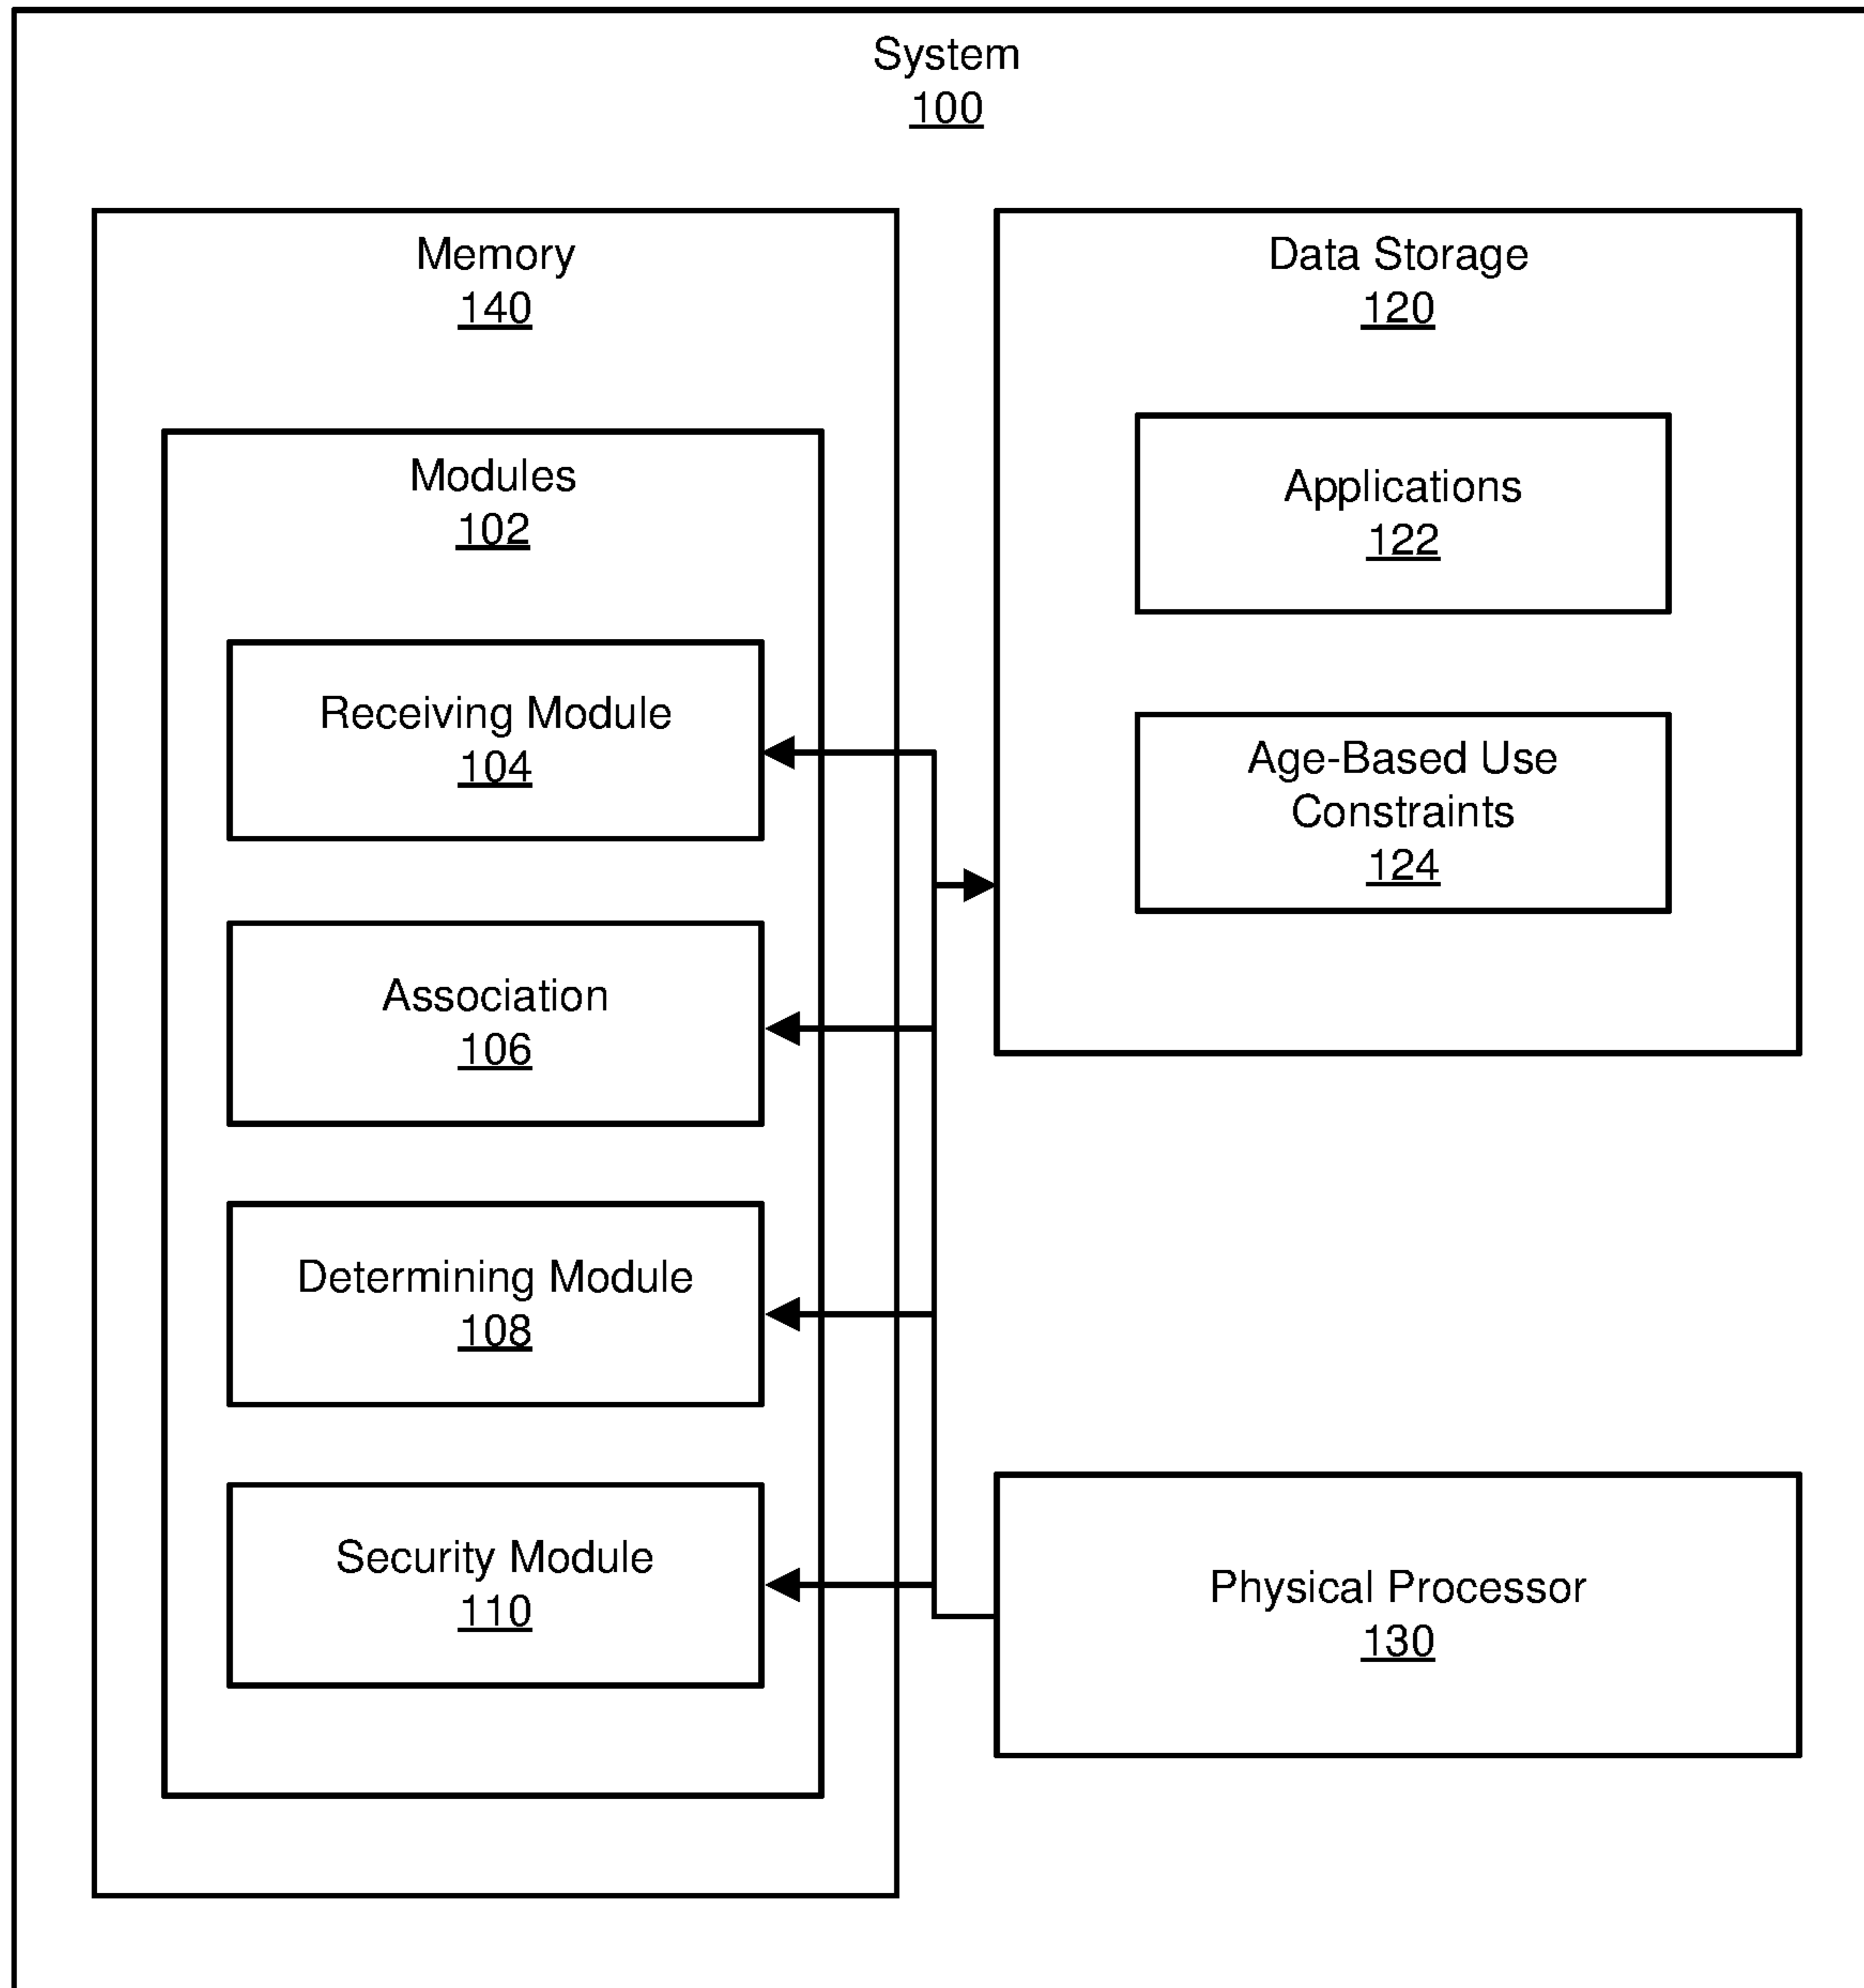 System
100
Memory
140
Modules
102
Receiving Module
104
Association
106
Determining Module
108
Security Module
110
Data Storage
120
Applications
122
Age-Based Use
Constraints
124
Physical Processor
130